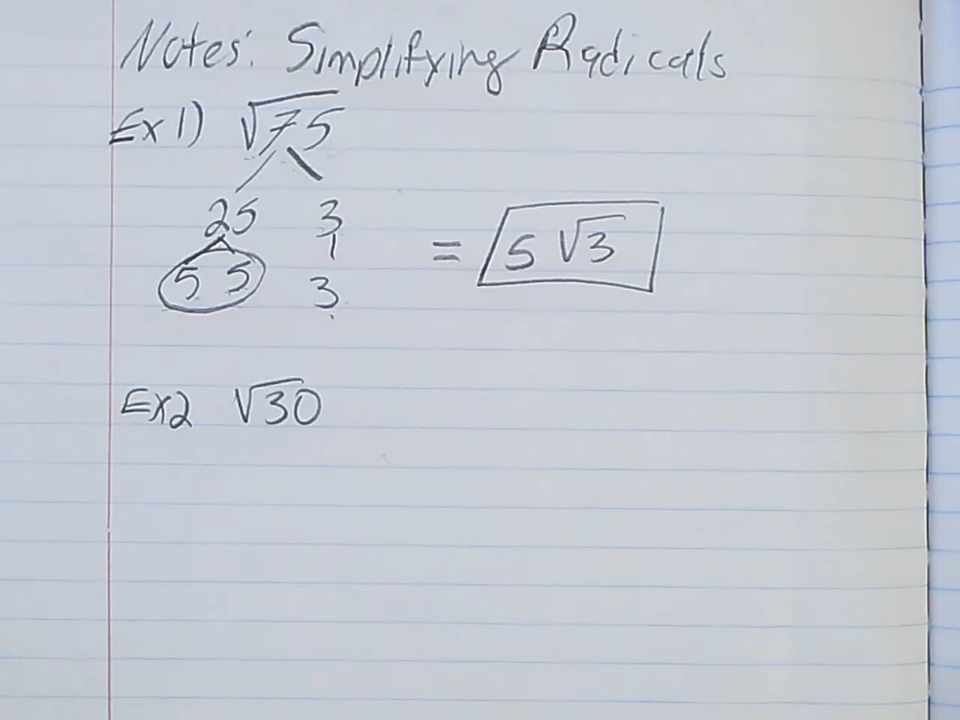 Notes: Simplifying Radicals
Ex 1) √75
25 3
5 5 3
= 5 √3
Ex2 √30